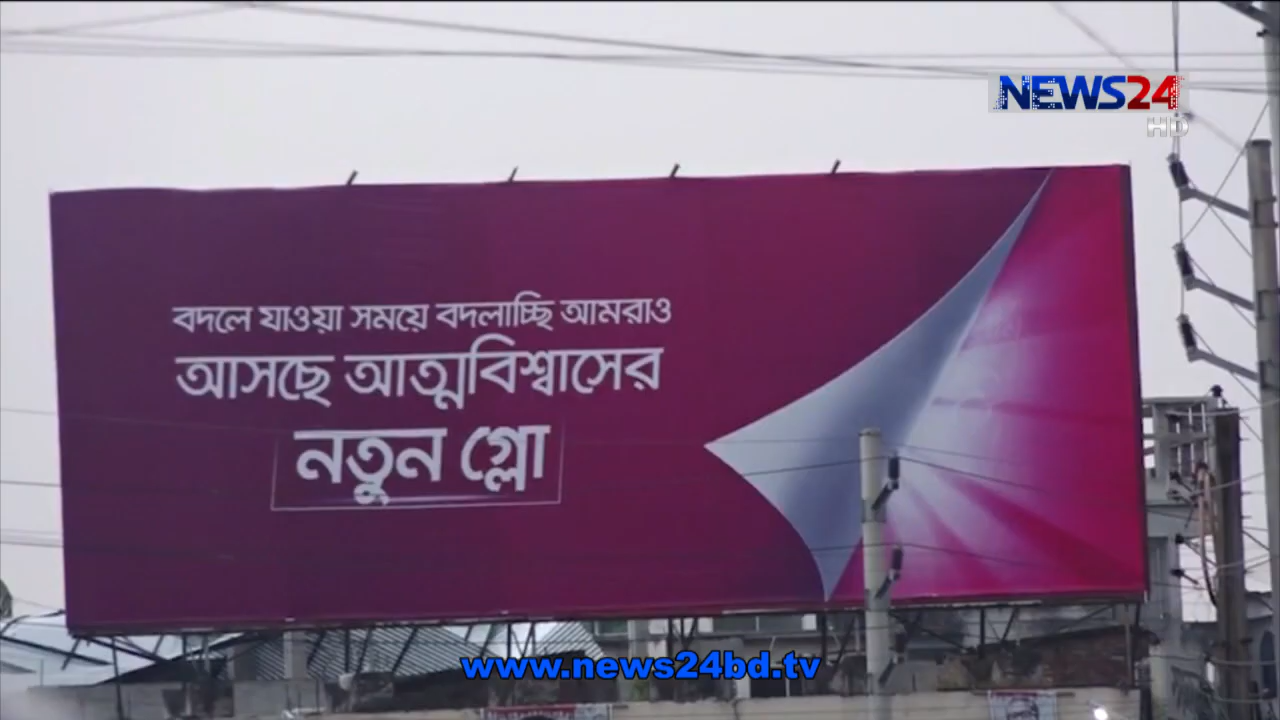 NEWS24
HD
বদলে যাওয়া সময়ে বদলাচ্ছি আমরাও
আসছে আত্মবিশ্বাসের
নতুন গ্লো
www.news24bd.tv